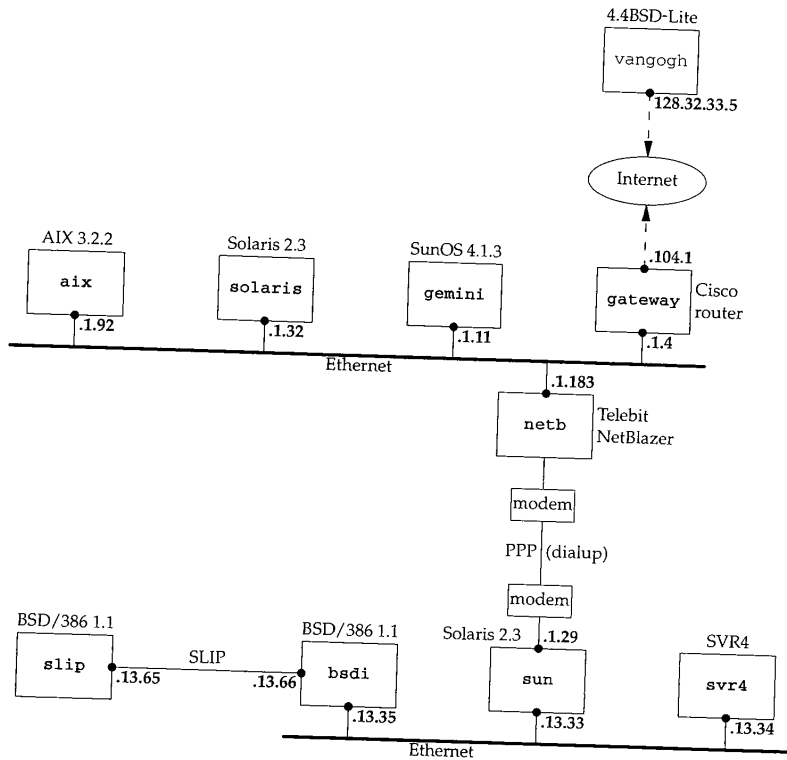 4.4BSD-Lite
vangogh
128.32.33.5
Internet
AIX 3.2.2
aix
.1.92
Solaris 2.3
solaris
.1.32
SunOS 4.1.3
gemini
.1.11
.104.1
gateway
Cisco
router
.1.4
Ethernet
.1.183
netb
Telebit
NetBlazer
modem
PPP (dialup)
modem
BSD/386 1.1
slip
.13.65
SLIP
BSD/386 1.1
.13.66
bsdi
.13.35
Solaris 2.3
.1.29
sun
.13.33
SVR4
svr4
.13.34
Ethernet